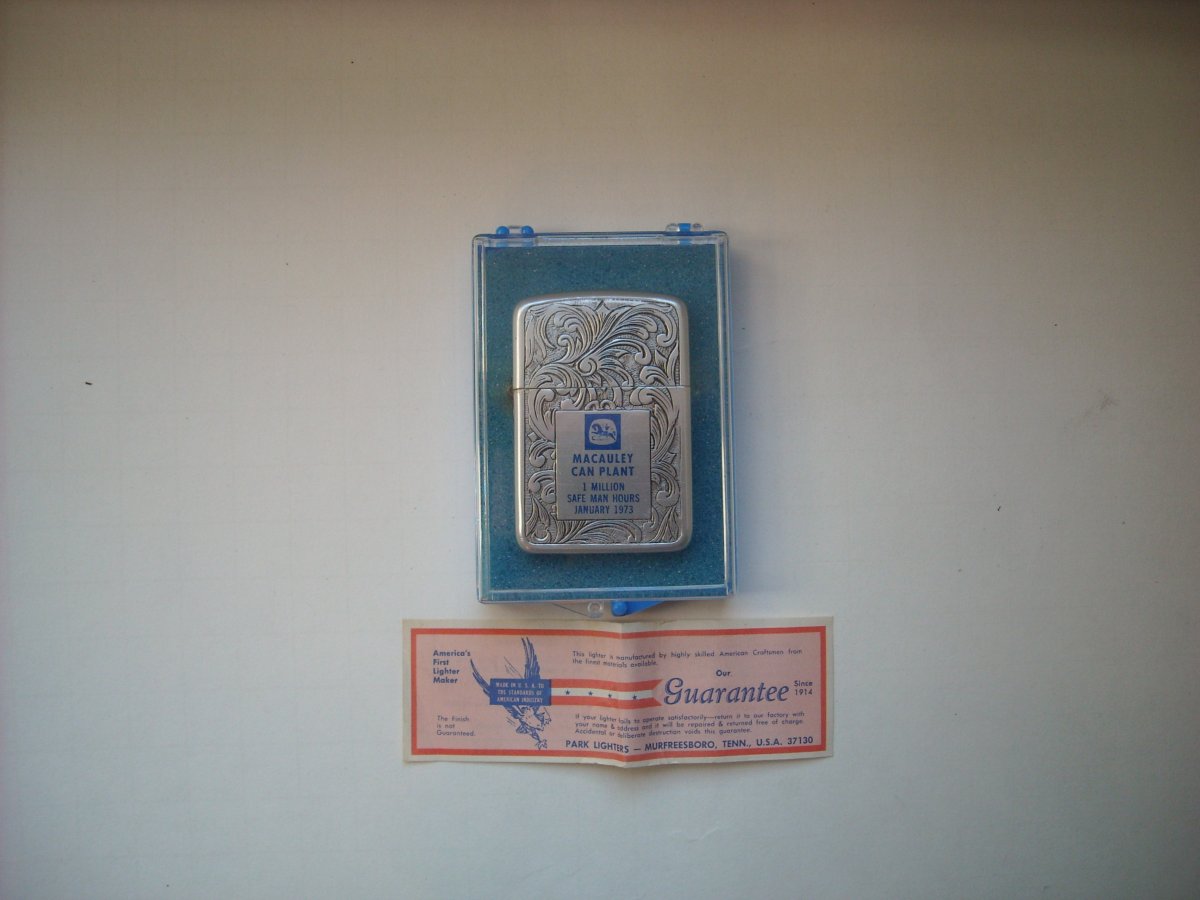 MACAULEY
CAN PLANT
1 MILLION
SAFE MAN HOURS
JANUARY 1973
America's
First
Lighter
Maker
MADE IN U. S. A. TO
THE STANDARDS OF
AMERICAN INDUSTRY
The Finish
is not
Guaranteed.
This lighter is manufactured by highly skilled American Craftsmen from
the finest materials available.
Our
Guarantee
Since
1914
If your lighter fails to operate satisfactorily—return it to our factory with
your name & address and it will be repaired & returned free of charge.
Accidental or deliberate destruction voids this guarantee.
PARK LIGHTERS — MURFREESBORO, TENN., U.S.A. 37130